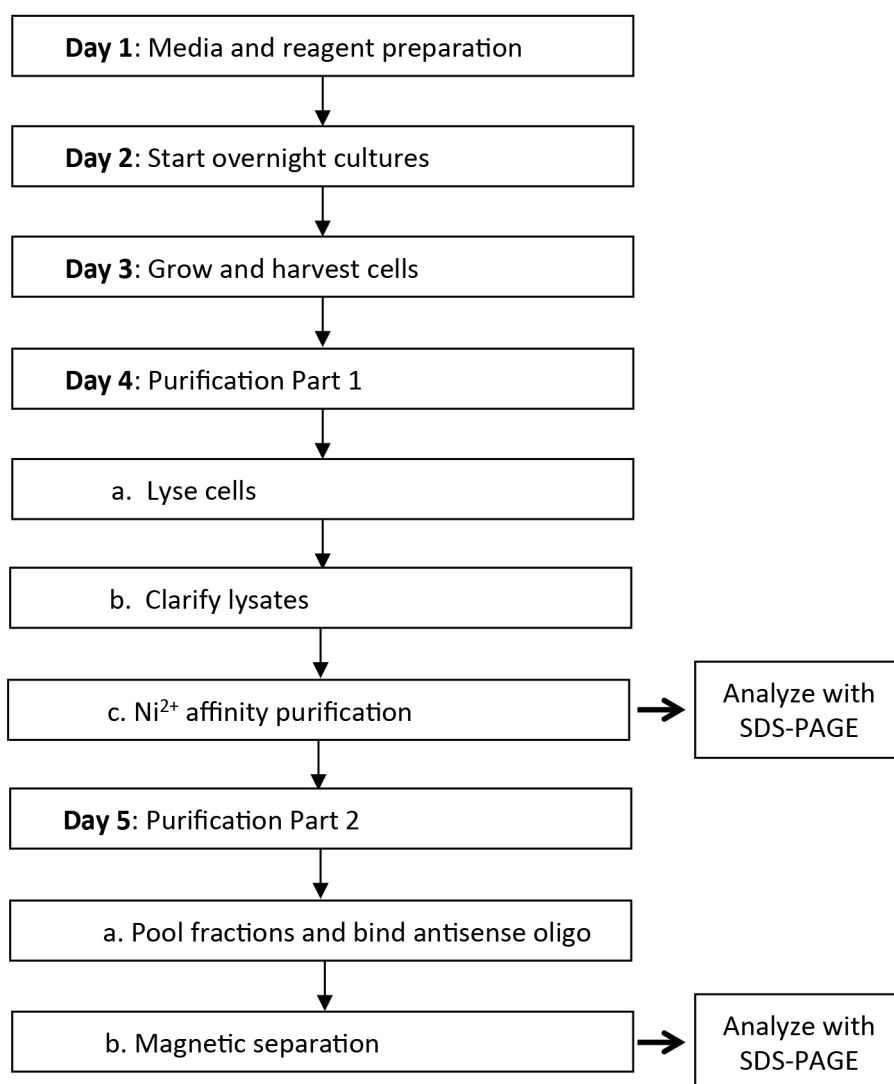 Day 1: Media and reagent preparation
Day 2: Start overnight cultures
Day 3: Grow and harvest cells
Day 4: Purification Part 1
a. Lyse cells
b. Clarify lysates
c. Ni²⁺ affinity purification
Analyze with
SDS-PAGE
Day 5: Purification Part 2
a. Pool fractions and bind antisense oligo
b. Magnetic separation
Analyze with
SDS-PAGE